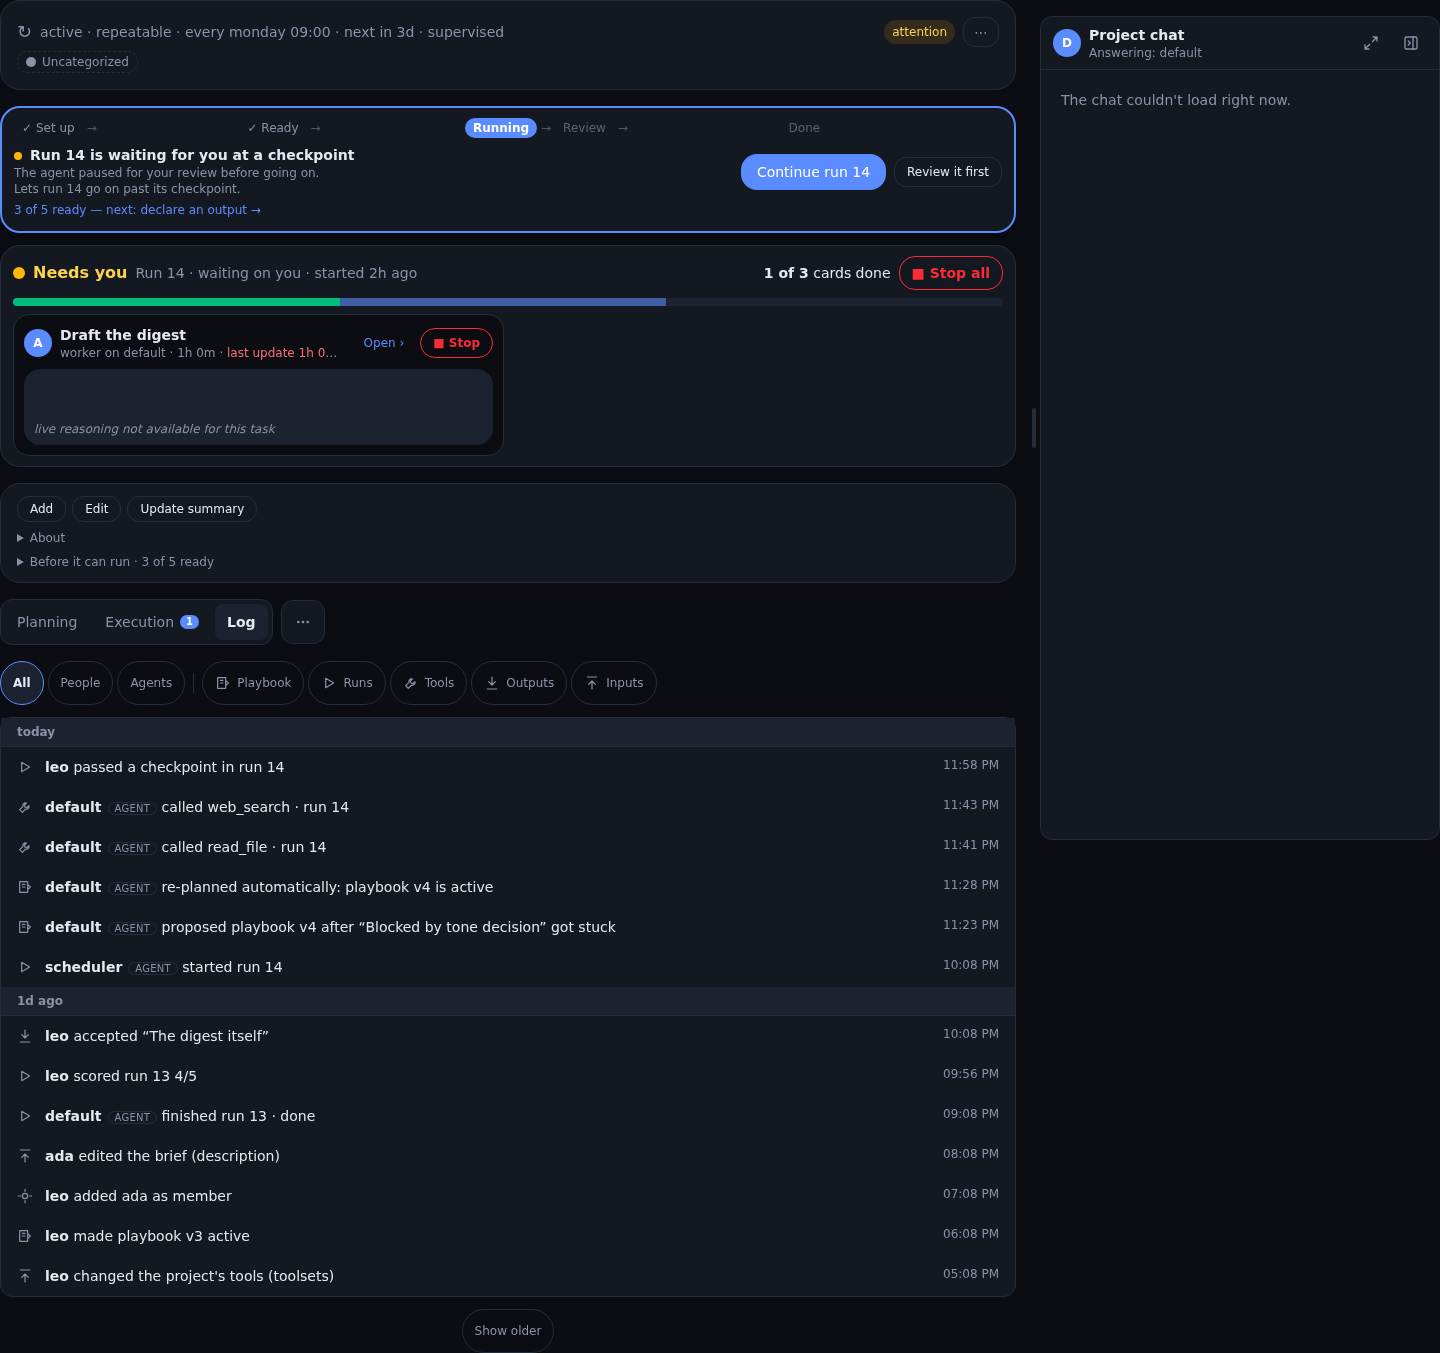 ↻ active · repeatable · every monday 09:00 · next in 3d · supervised
attention
⋯
Uncategorized
✓ Set up →
✓ Ready →
Running →
Review →
Done
Run 14 is waiting for you at a checkpoint
The agent paused for your review before going on.
Lets run 14 go on past its checkpoint.
3 of 5 ready — next: declare an output →
Continue run 14
Review it first
Needs you Run 14 · waiting on you · started 2h ago
1 of 3 cards done
■ Stop all
A
Draft the digest
worker on default · 1h 0m · last update 1h 0…
Open ›
■ Stop
live reasoning not available for this task
Add
Edit
Update summary
▶ About
▶ Before it can run · 3 of 5 ready
Planning
Execution 1
Log
⋯
All
People
Agents
Playbook
Runs
Tools
Outputs
Inputs
today
leo passed a checkpoint in run 14 11:58 PM
default AGENT called web_search · run 14 11:43 PM
default AGENT called read_file · run 14 11:41 PM
default AGENT re-planned automatically: playbook v4 is active 11:28 PM
default AGENT proposed playbook v4 after “Blocked by tone decision” got stuck 11:23 PM
scheduler AGENT started run 14 10:08 PM
1d ago
leo accepted “The digest itself” 10:08 PM
leo scored run 13 4/5 09:56 PM
default AGENT finished run 13 · done 09:08 PM
ada edited the brief (description) 08:08 PM
leo added ada as member 07:08 PM
leo made playbook v3 active 06:08 PM
leo changed the project's tools (toolsets) 05:08 PM
Show older
D
Project chat
Answering: default
The chat couldn't load right now.